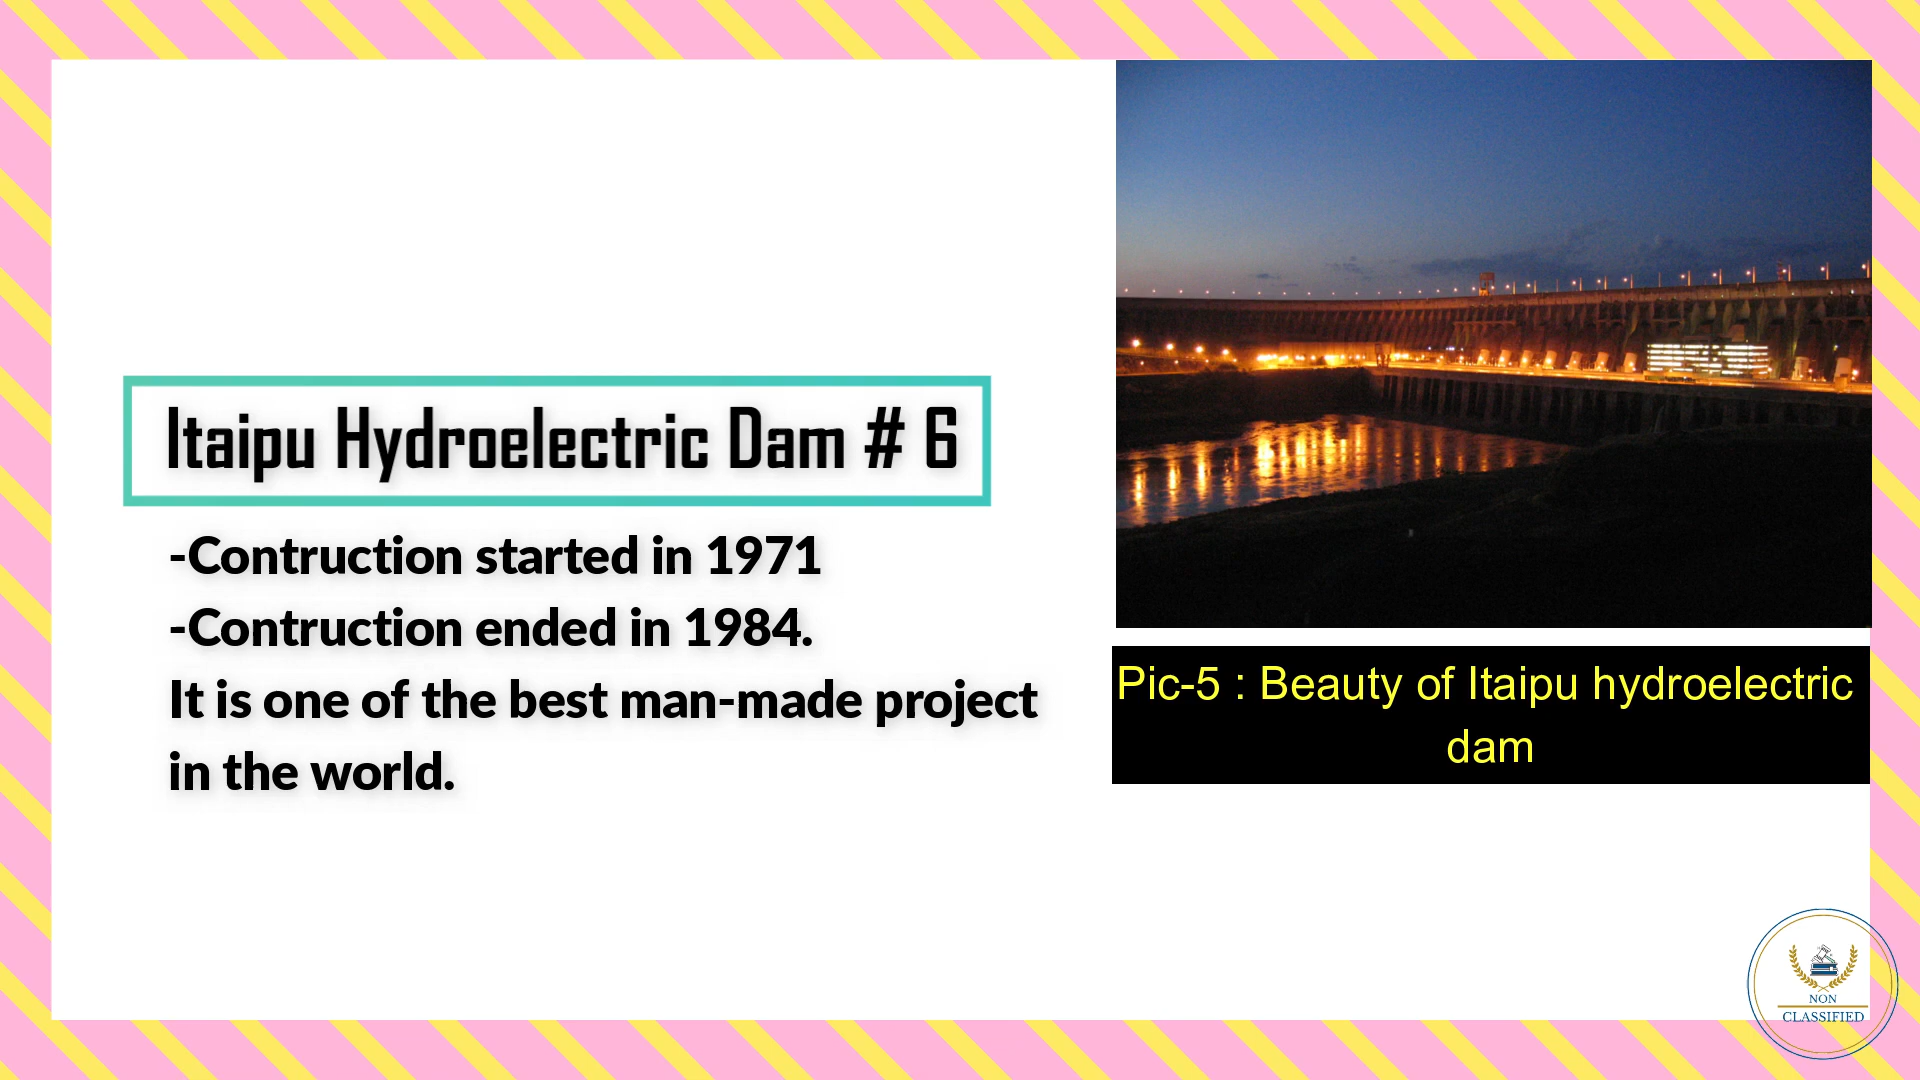 Itaipu Hydroelectric Dam # 6
-Contruction started in 1971
-Contruction ended in 1984.
It is one of the best man-made project
in the world.
Pic-5 : Beauty of Itaipu hydroelectric
dam
NON
CLASSIFIED